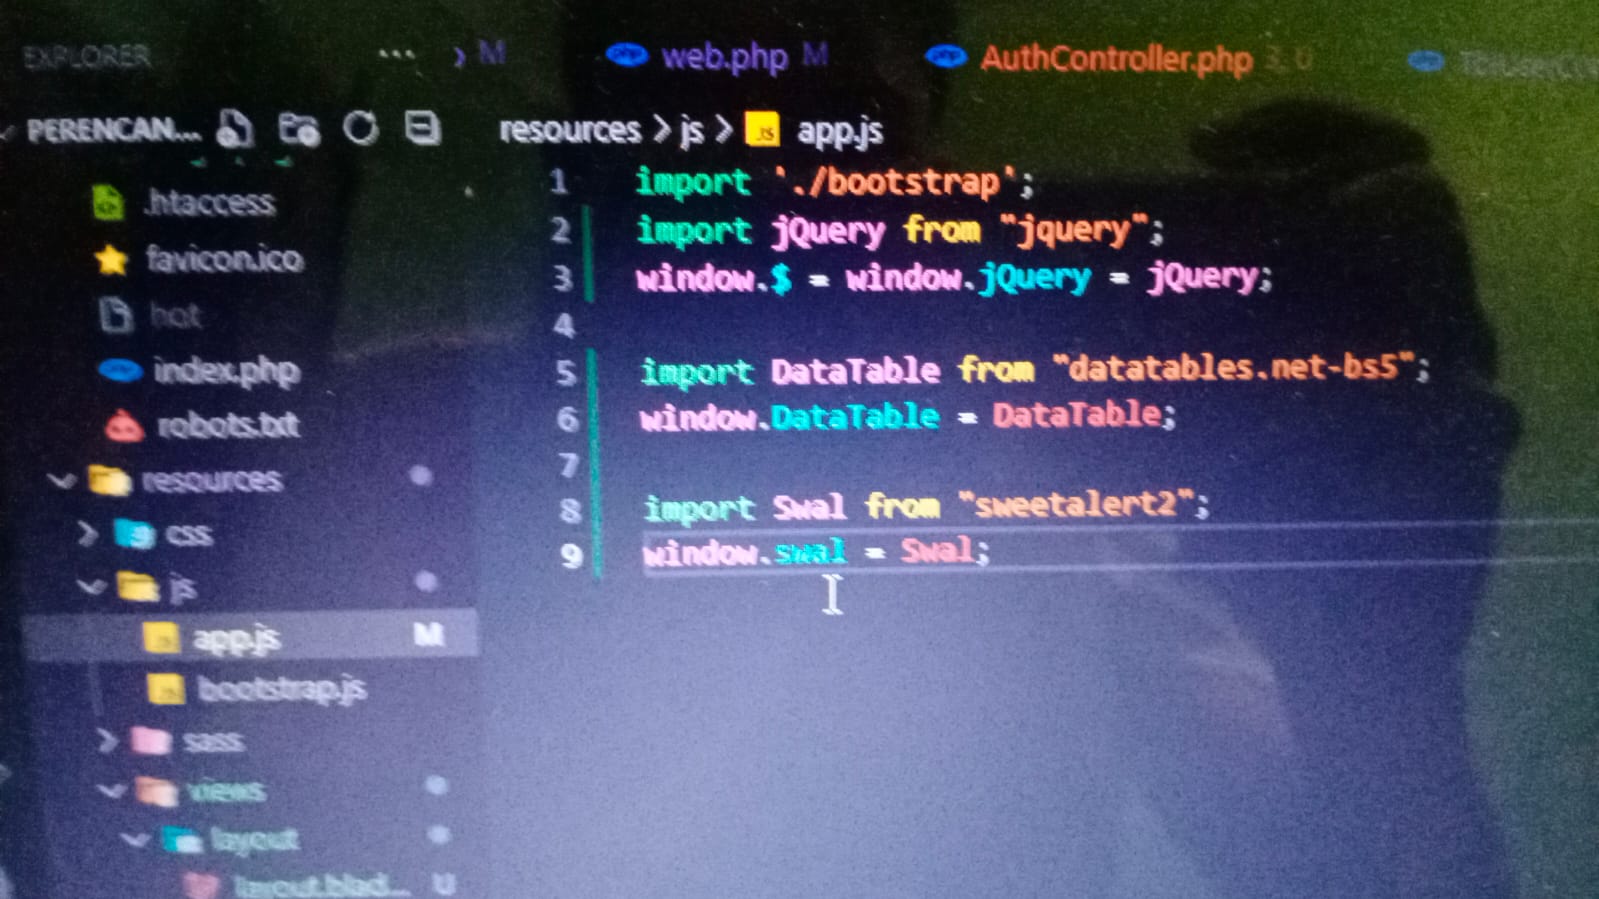 EXPLORER
... M
web.php M
AuthController.php 3, U
PERENCAN...
resources > js > JS app.js
.htaccess
favicon.ico
hot
index.php
robots.txt
resources
css
js
app.js M
bootstrap.js
sass
views
layout
layout.blad... U
1 import './bootstrap';
2 import jQuery from "jquery";
3 window.$ = window.jQuery = jQuery;
4
5 import DataTable from "datatables.net-bs5";
6 window.DataTable = DataTable;
7
8 import Swal from "sweetalert2";
9 window.swal = Swal;